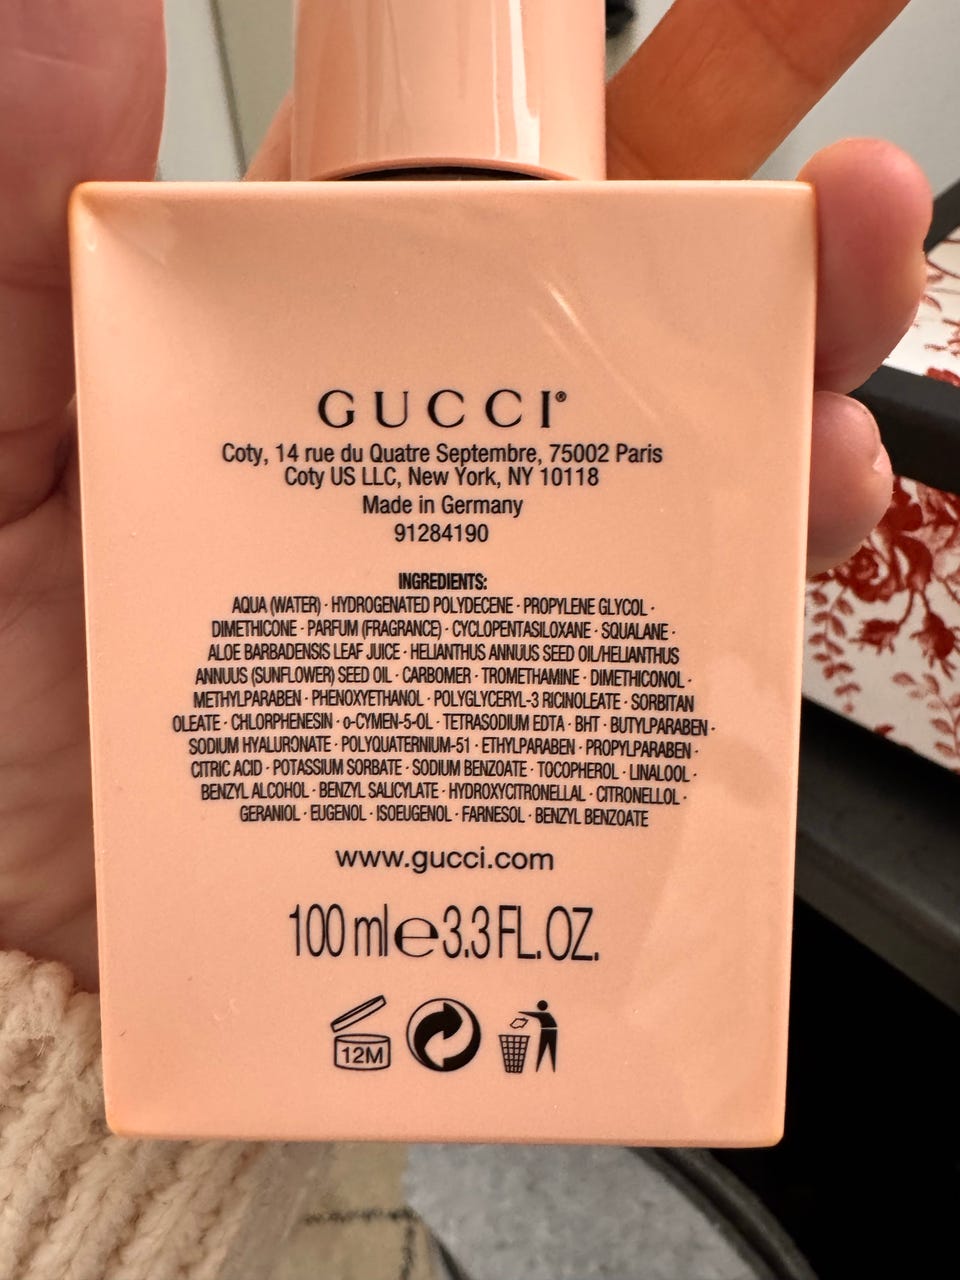 GUCCI®
Coty, 14 rue du Quatre Septembre, 75002 Paris
Coty US LLC, New York, NY 10118
Made in Germany
91284190
INGREDIENTS:
AQUA (WATER) · HYDROGENATED POLYDECENE · PROPYLENE GLYCOL ·
DIMETHICONE · PARFUM (FRAGRANCE) · CYCLOPENTASILOXANE · SQUALANE ·
ALOE BARBADENSIS LEAF JUICE · HELIANTHUS ANNUUS SEED OIL/HELIANTHUS
ANNUUS (SUNFLOWER) SEED OIL · CARBOMER · TROMETHAMINE · DIMETHICONOL ·
METHYLPARABEN · PHENOXYETHANOL · POLYGLYCERYL-3 RICINOLEATE · SORBITAN
OLEATE · CHLORPHENESIN · o-CYMEN-5-OL · TETRASODIUM EDTA · BHT · BUTYLPARABEN ·
SODIUM HYALURONATE · POLYQUATERNIUM-51 · ETHYLPARABEN · PROPYLPARABEN ·
CITRIC ACID · POTASSIUM SORBATE · SODIUM BENZOATE · TOCOPHEROL · LINALOOL ·
BENZYL ALCOHOL · BENZYL SALICYLATE · HYDROXYCITRONELLAL · CITRONELLOL ·
GERANIOL · EUGENOL · ISOEUGENOL · FARNESOL · BENZYL BENZOATE
www.gucci.com
100 ml e 3.3 FL. OZ.
12M